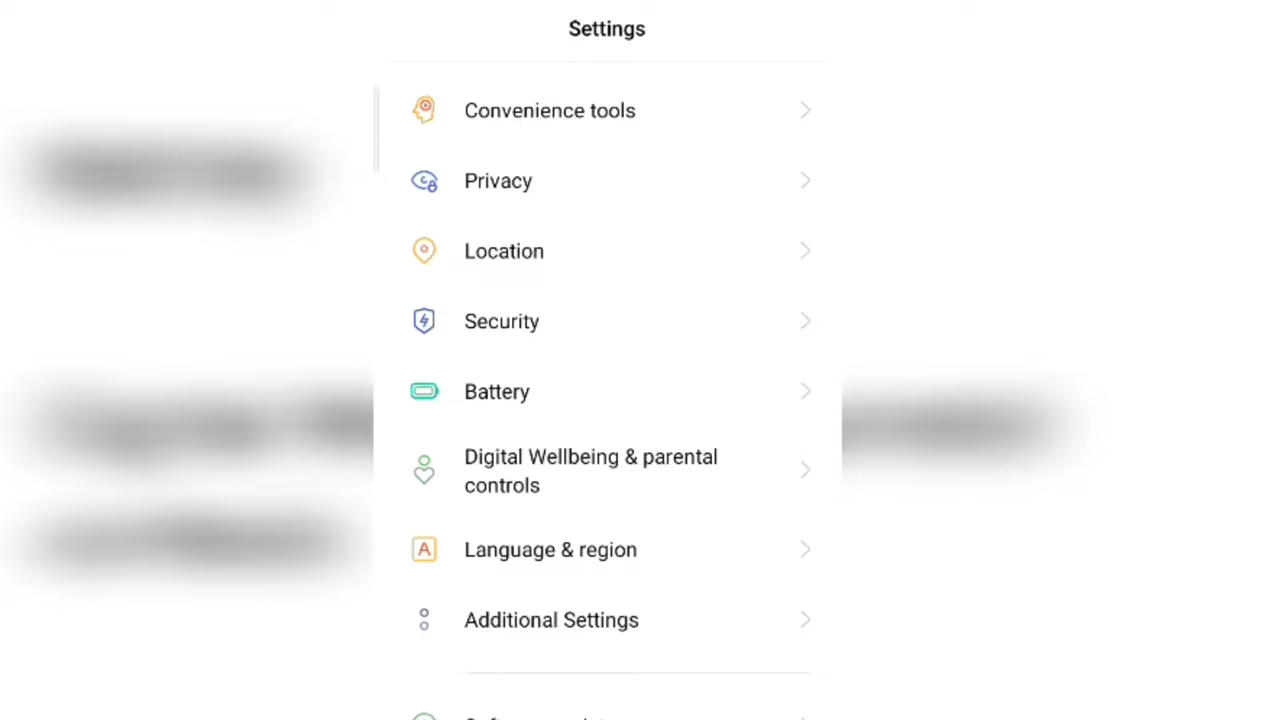 Settings
Convenience tools
Privacy
Location
Security
Battery
Digital Wellbeing & parental
controls
A
Language & region
Additional Settings